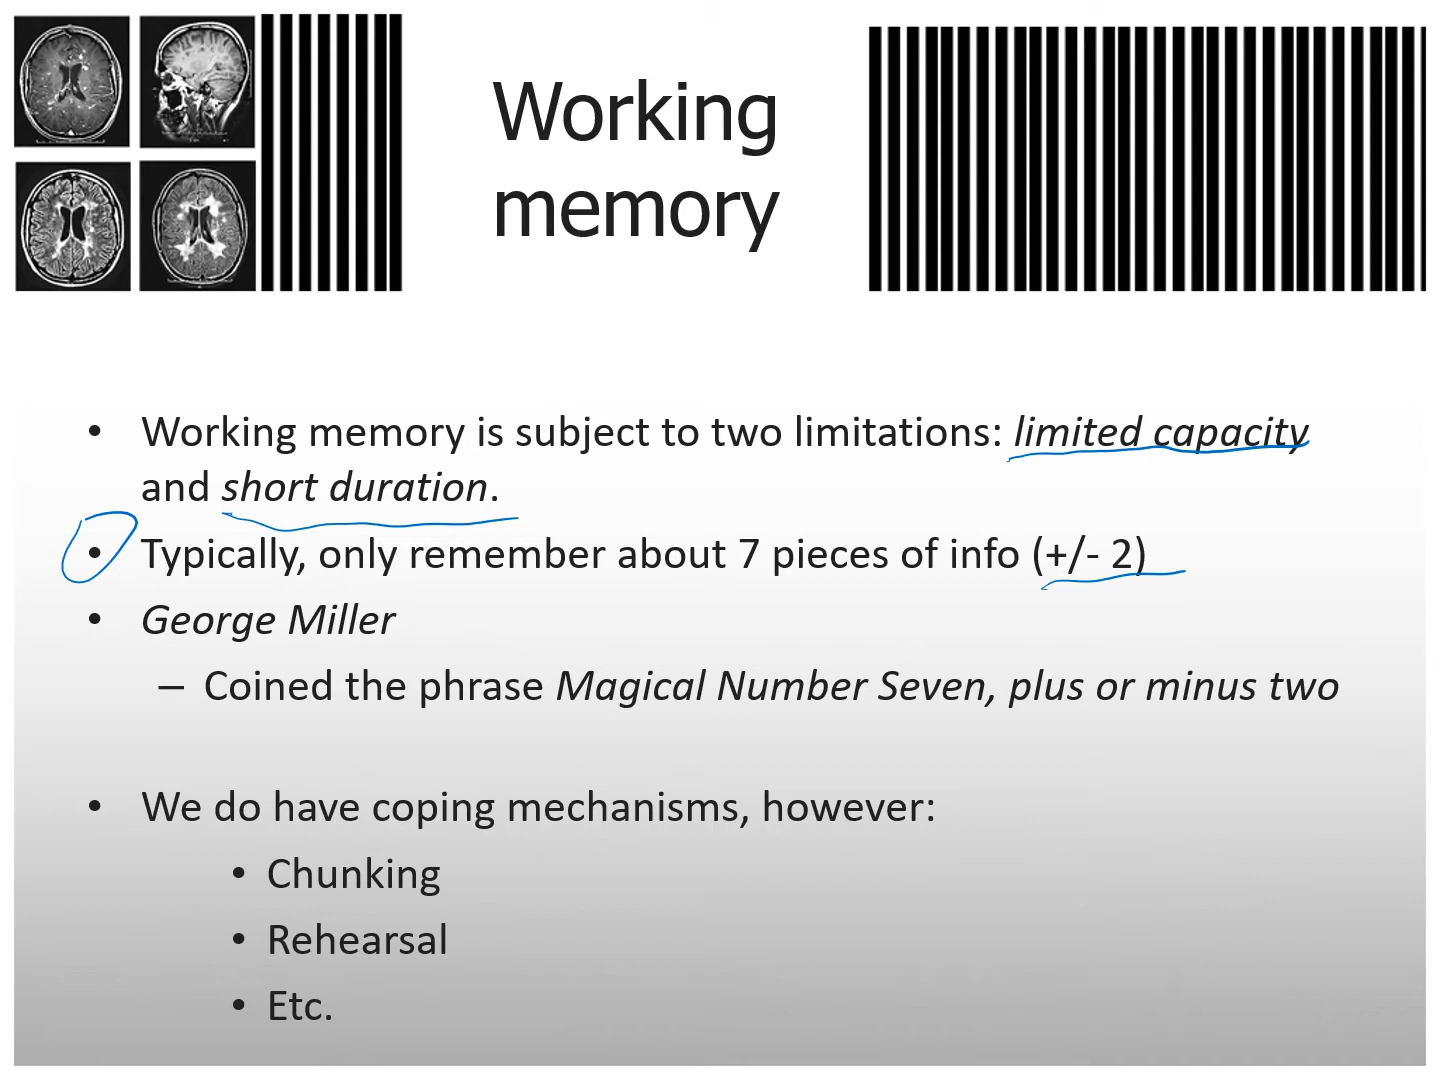 Working
memory
• Working memory is subject to two limitations: limited capacity
and short duration.
• Typically, only remember about 7 pieces of info (+/- 2)
• George Miller
– Coined the phrase Magical Number Seven, plus or minus two
• We do have coping mechanisms, however:
• Chunking
• Rehearsal
• Etc.